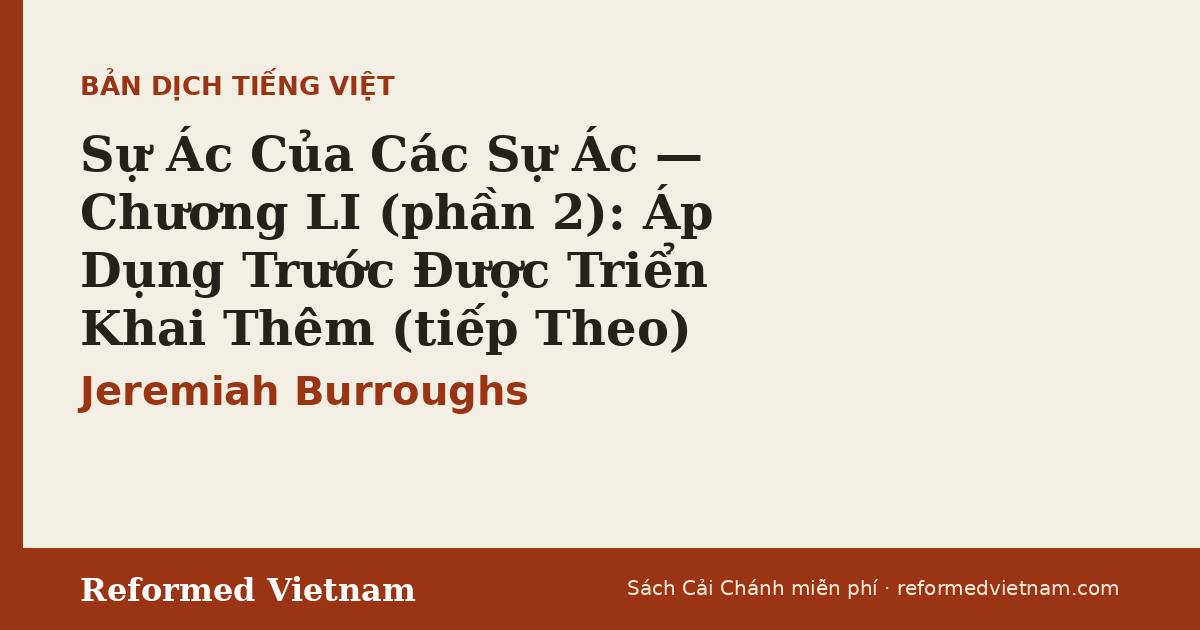 BẢN DỊCH TIẾNG VIỆT
Sự Ác Của Các Sự Ác —
Chương LI (phần 2): Áp
Dụng Trước Được Triển
Khai Thêm (tiếp Theo)
Jeremiah Burroughs
Reformed Vietnam
Sách Cải Chánh miễn phí · reformedvietnam.com